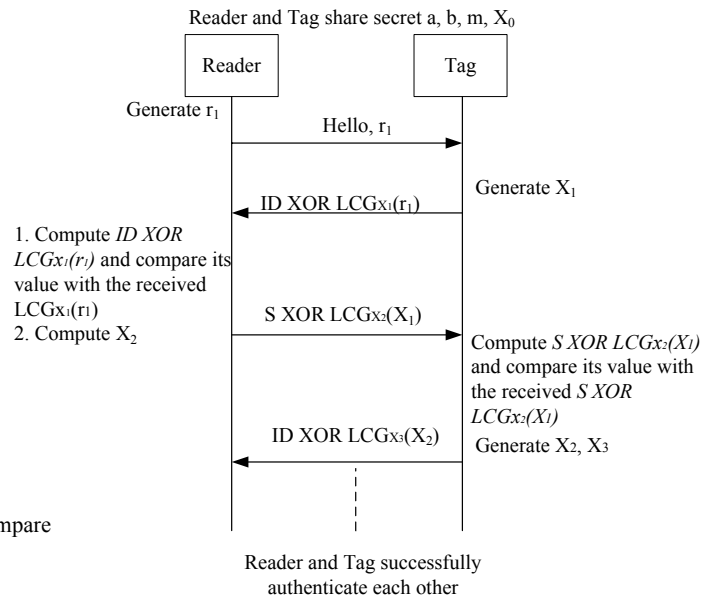 Reader and Tag share secret a, b, m, X₀
Reader
Tag
Generate r₁
Hello, r₁
Generate X₁
ID XOR LCGx₁(r₁)
1. Compute ID XOR
LCGx₁(r₁) and compare its
value with the received
LCGx₁(r₁)
2. Compute X₂
S XOR LCGx₂(X₁)
Compute S XOR LCGx₂(X₁)
and compare its value with
the received S XOR
LCGx₂(X₁)
ID XOR LCGx₃(X₂)
Generate X₂, X₃
mpare
Reader and Tag successfully
authenticate each other